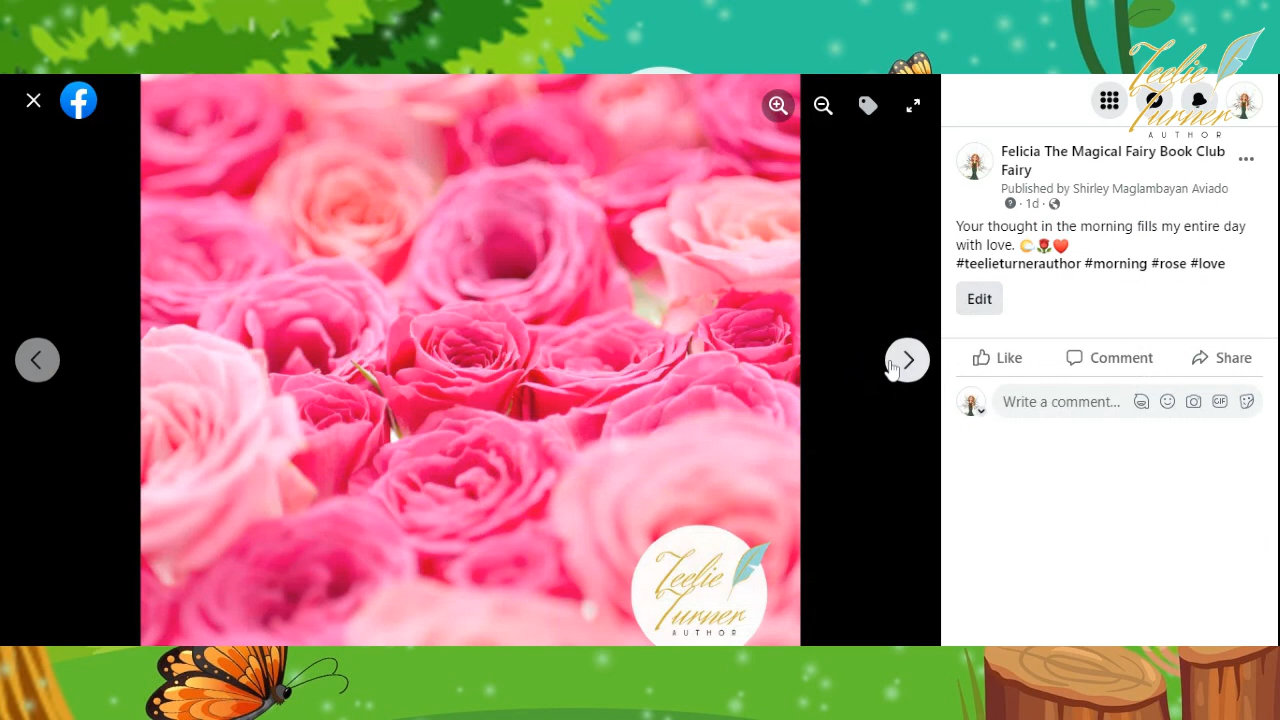 Teelie
Turner
AUTHOR
Felicia The Magical Fairy Book Club
Fairy
Published by Shirley Maglambayan Aviado
1d
Your thought in the morning fills my entire day
with love.
#teelieturnerauthor #morning #rose #love
Edit
Like
Comment
Share
Write a comment...
GIF
Teelie
Turner
AUTHOR